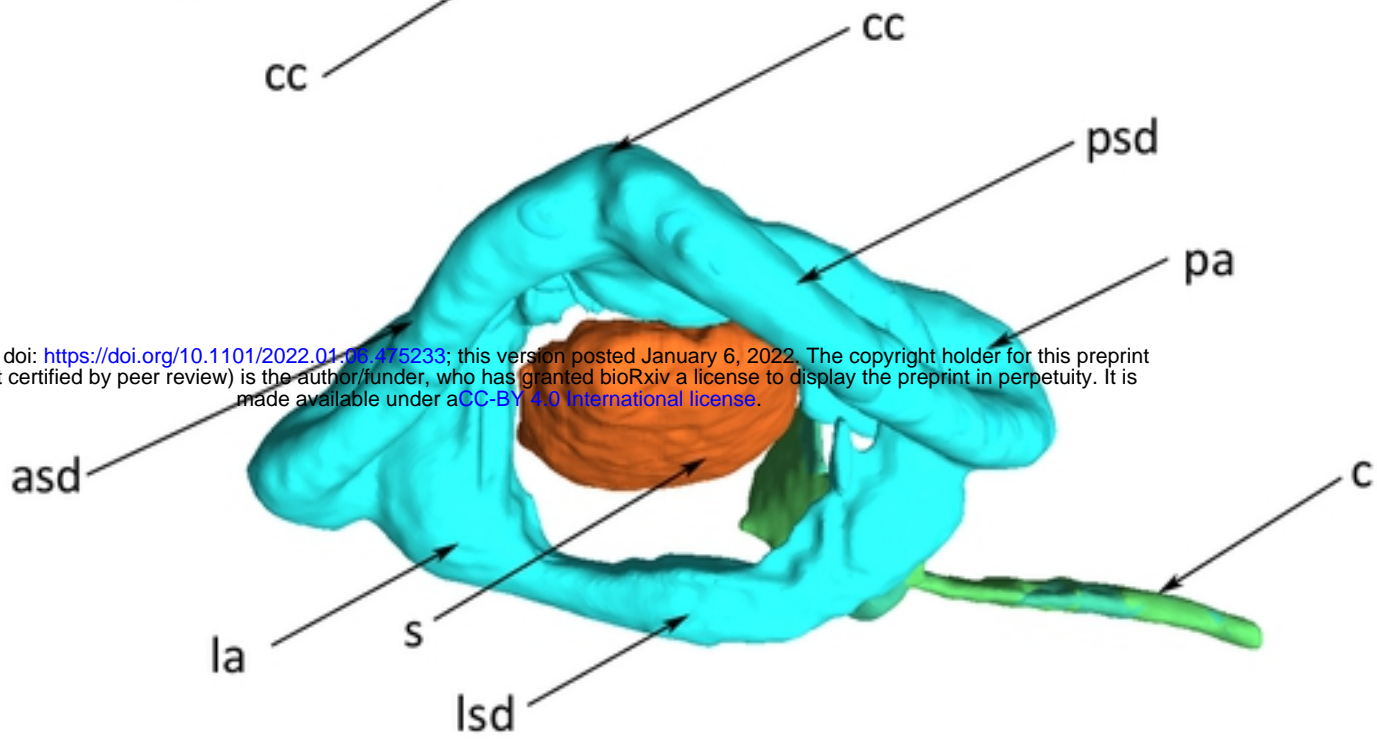 cc
cc
psd
pa
doi: https://doi.org/10.1101/2022.01.06.475233; this version posted January 6, 2022. The copyright holder for this preprint
certified by peer review) is the author/funder, who has granted bioRxiv a license to display the preprint in perpetuity. It is
made available under aCC-BY 4.0 International license.
asd
c
s
la
lsd